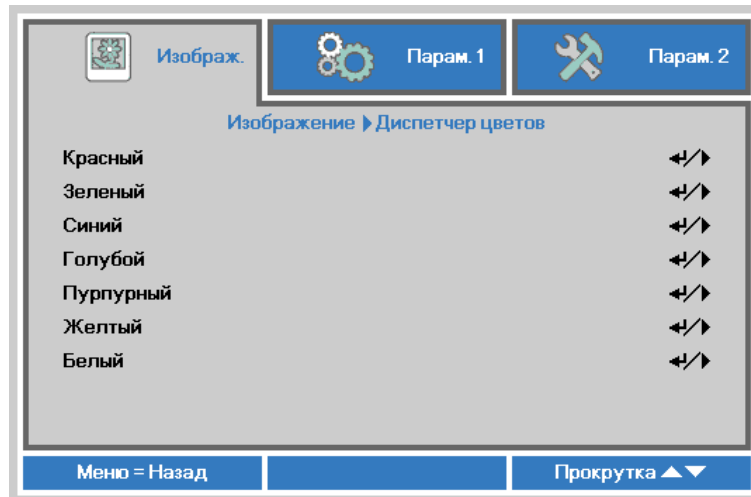 Изображ. Парам. 1 Парам. 2
Изображение ▶ Диспетчер цветов
Красный ↵/▶
Зеленый ↵/▶
Синий ↵/▶
Голубой ↵/▶
Пурпурный ↵/▶
Желтый ↵/▶
Белый ↵/▶
Меню = Назад Прокрутка ▲▼